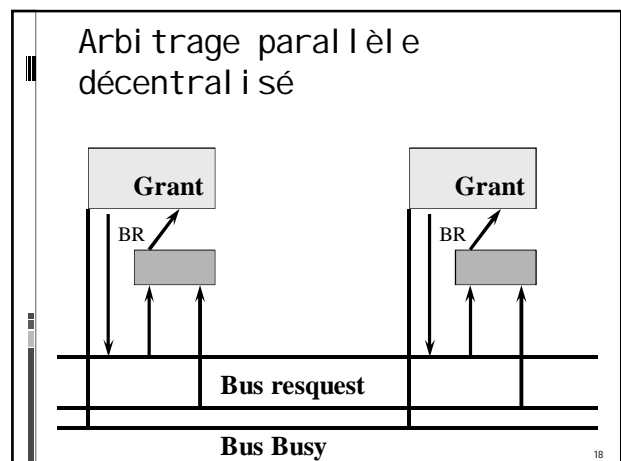 Arbitrage parallèle
décentralisé
Grant
Grant
BR
BR
Bus resquest
Bus Busy
18